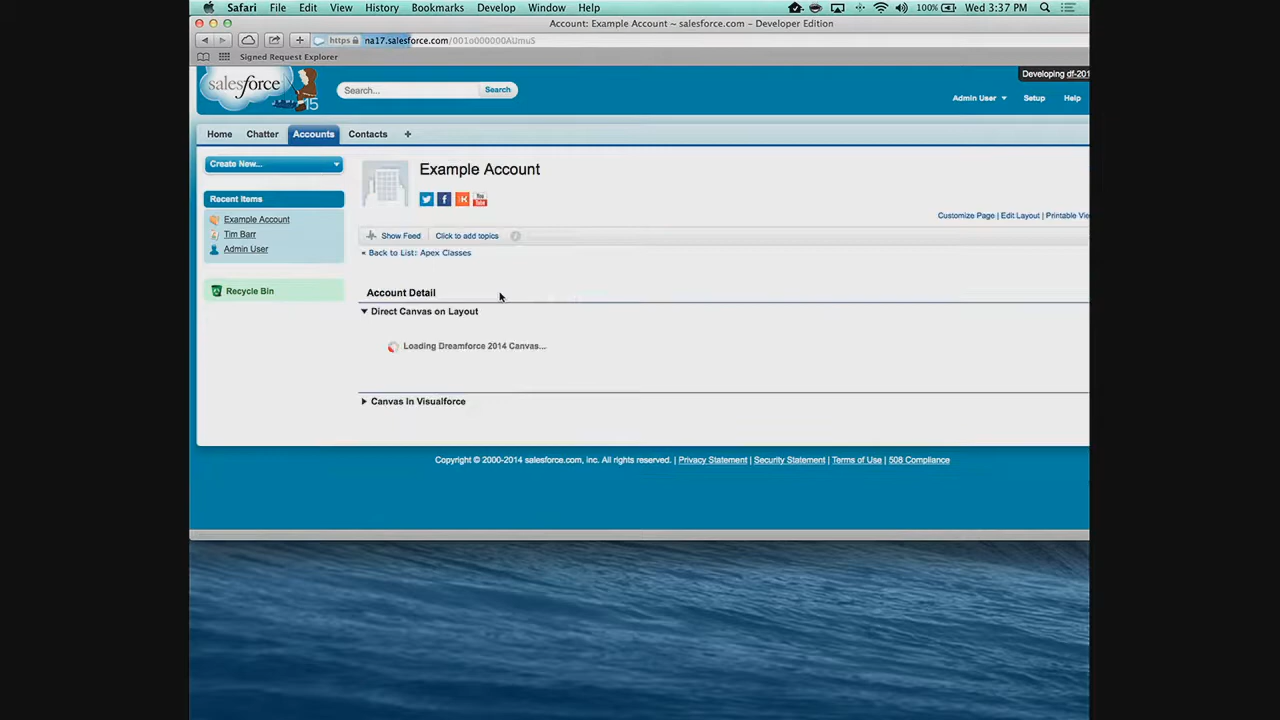 Safari File Edit View History Bookmarks Develop Window Help 100% Wed 3:37 PM
Account: Example Account ~ salesforce.com - Developer Edition
https na17.salesforce.com/001o000000AUmuS
Signed Request Explorer
salesforce
15
Search...
Search
Developing df-201
Admin User Setup Help
Home Chatter Accounts Contacts +
Create New...
Recent Items
Example Account
Tim Barr
Admin User
Recycle Bin
Example Account
You Tube
Customize Page | Edit Layout | Printable Vie
Show Feed Click to add topics
« Back to List: Apex Classes
Account Detail
Direct Canvas on Layout
Loading Dreamforce 2014 Canvas...
Canvas In Visualforce
Copyright © 2000-2014 salesforce.com, inc. All rights reserved. | Privacy Statement | Security Statement | Terms of Use | 508 Compliance